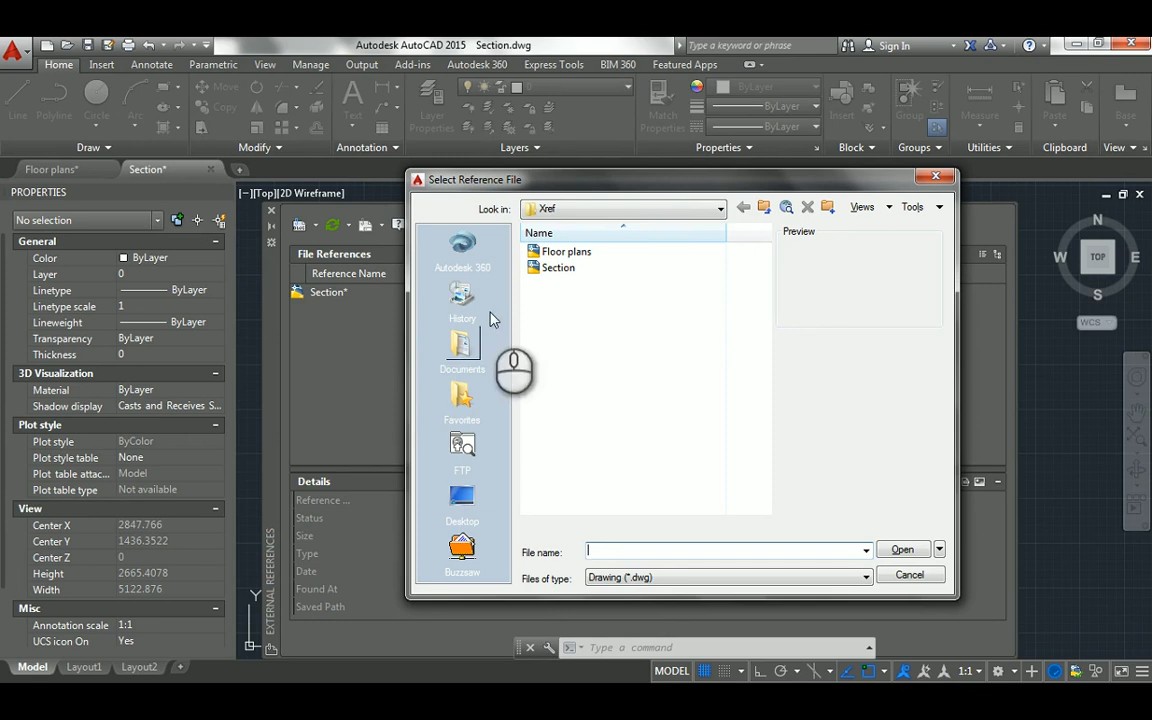 Autodesk AutoCAD 2015 Section.dwg
Type a keyword or phrase
Sign In
Home Insert Annotate Parametric View Manage Output Add-ins Autodesk 360 Express Tools BIM 360 Featured Apps
Line Polyline Circle Arc
Move
Copy
Text
Layer
Properties
0
Match
Properties
ByLayer
ByLayer
ByLayer
Insert
Group
Measure
Paste
Base
Draw Modify Annotation Layers Properties Block Groups Utilities Clipboard View
Floor plans* Section*
PROPERTIES
No selection
General
Color ByLayer
Layer 0
Linetype ByLayer
Linetype scale 1
Lineweight ByLayer
Transparency ByLayer
Thickness 0
3D Visualization
Material ByLayer
Shadow display Casts and Receives S...
Plot style
Plot style ByColor
Plot style table None
Plot table attac... Model
Plot table type Not available
View
Center X 2847.766
Center Y 1436.3522
Center Z 0
Height 2665.4078
Width 5122.876
Misc
Annotation scale 1:1
UCS icon On Yes
[−][Top][2D Wireframe]
File References
Reference Name
Section*
Details
Reference ...
Status
Size
Type
Date
Found At
Saved Path
EXTERNAL REFERENCES
Select Reference File
Look in: Xref
Views Tools
Autodesk 360
History
Documents
Favorites
FTP
Desktop
Buzzsaw
Name
Floor plans
Section
Preview
File name:
Open
Files of type: Drawing (*.dwg)
Cancel
N
W TOP E
S
WCS
Y
Type a command
Model Layout1 Layout2 +
MODEL
1:1